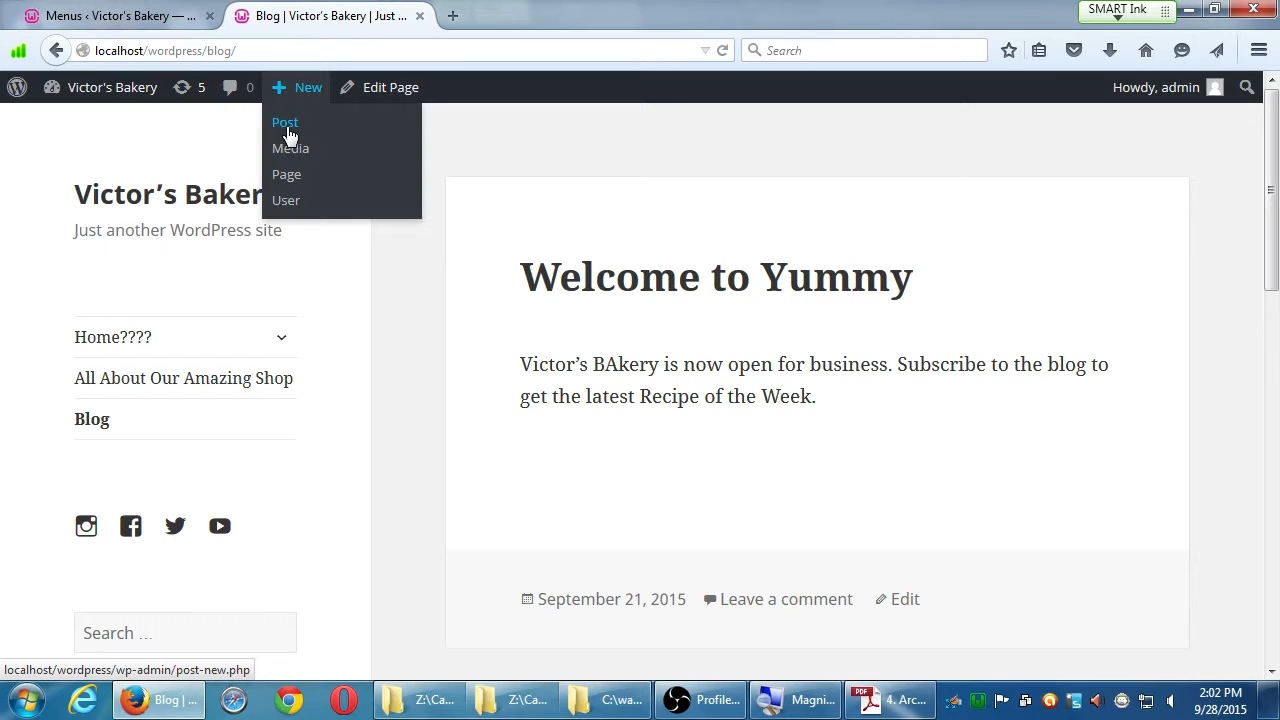 SMART Ink
Menus ‹ Victor's Bakery — ...
Blog | Victor's Bakery | Just ...
localhost/wordpress/blog/
Search
Victor's Bakery
5
0
New
Edit Page
Howdy, admin
Post
Media
Page
User
Victor's Baker
Just another WordPress site
Home????
All About Our Amazing Shop
Blog
Search …
Welcome to Yummy
Victor's BAkery is now open for business. Subscribe to the blog to
get the latest Recipe of the Week.
September 21, 2015
Leave a comment
Edit
localhost/wordpress/wp-admin/post-new.php
Blog | ...
Z:\Ca...
Z:\Ca...
C:\wa...
Profile...
Magni...
PDF
4. Arc...
2:02 PM
9/28/2015